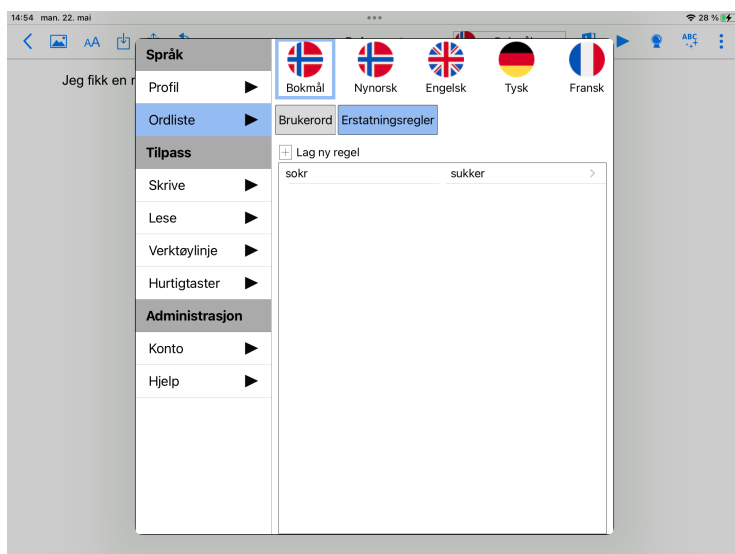 14:54 man. 22. mai
28 %
AA
ABC
Jeg fikk en
Språk
Profil
Ordliste
Tilpass
Skrive
Lese
Verktøylinje
Hurtigtaster
Administrasjon
Konto
Hjelp
Bokmål Nynorsk Engelsk Tysk Fransk
Brukerord Erstatningsregler
Lag ny regel
sokr sukker